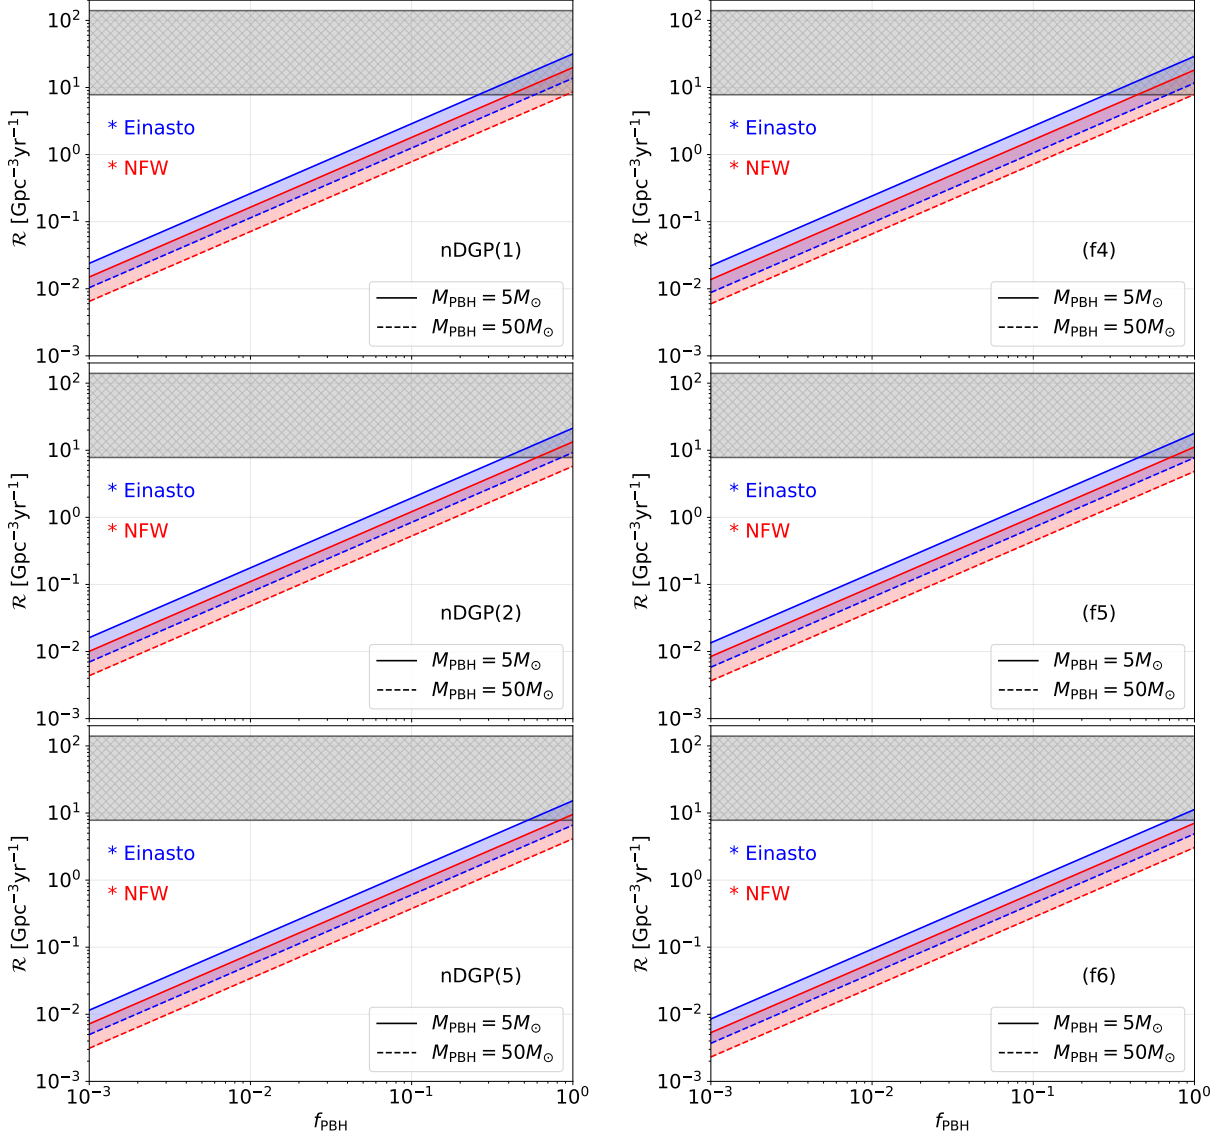 10²
10¹
10⁰
10⁻¹
10⁻²
10⁻³
ℛ [Gpc⁻³yr⁻¹]
* Einasto
* NFW
nDGP(1)
M_PBH = 5M_⊙
M_PBH = 50M_⊙
10²
10¹
10⁰
10⁻¹
10⁻²
10⁻³
ℛ [Gpc⁻³yr⁻¹]
* Einasto
* NFW
(f4)
M_PBH = 5M_⊙
M_PBH = 50M_⊙
10²
10¹
10⁰
10⁻¹
10⁻²
10⁻³
ℛ [Gpc⁻³yr⁻¹]
* Einasto
* NFW
nDGP(2)
M_PBH = 5M_⊙
M_PBH = 50M_⊙
10²
10¹
10⁰
10⁻¹
10⁻²
10⁻³
ℛ [Gpc⁻³yr⁻¹]
* Einasto
* NFW
(f5)
M_PBH = 5M_⊙
M_PBH = 50M_⊙
10²
10¹
10⁰
10⁻¹
10⁻²
10⁻³
ℛ [Gpc⁻³yr⁻¹]
* Einasto
* NFW
nDGP(5)
M_PBH = 5M_⊙
M_PBH = 50M_⊙
10⁻³ 10⁻² 10⁻¹ 10⁰
f_PBH
10²
10¹
10⁰
10⁻¹
10⁻²
10⁻³
ℛ [Gpc⁻³yr⁻¹]
* Einasto
* NFW
(f6)
M_PBH = 5M_⊙
M_PBH = 50M_⊙
10⁻³ 10⁻² 10⁻¹ 10⁰
f_PBH